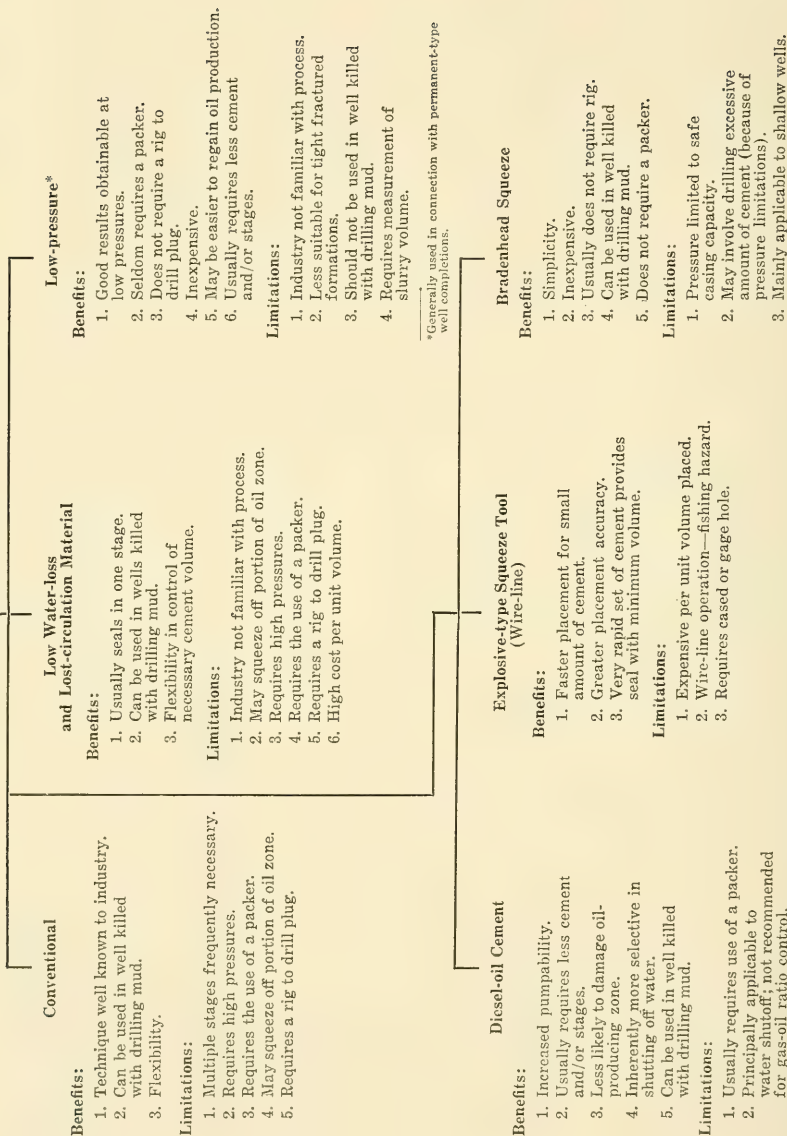 Conventional
Benefits:
1. Technique well known to industry.
2. Can be used in well killed
with drilling mud.
3. Flexibility.
Limitations:
1. Multiple stages frequently necessary.
2. Requires high pressures.
3. Requires the use of a packer.
4. May squeeze off portion of oil zone.
5. Requires a rig to drill plug.
Low Water-loss
and Lost-circulation Material
Benefits:
1. Usually seals in one stage.
2. Can be used in wells killed
with drilling mud.
3. Flexibility in control of
necessary cement volume.
Limitations:
1. Industry not familiar with process.
2. May squeeze off portion of oil zone.
3. Requires high pressures.
4. Requires the use of a packer.
5. Requires a rig to drill plug.
6. High cost per unit volume.
Low-pressure*
Benefits:
1. Good results obtainable at
low pressures.
2. Seldom requires a packer.
3. Does not require a rig to
drill plug.
4. Inexpensive.
5. May be easier to regain oil production.
6. Usually requires less cement
and/or stages.
Limitations:
1. Industry not familiar with process.
2. Less suitable for tight fractured
formations.
3. Should not be used in well killed
with drilling mud.
4. Requires measurement of
slurry volume.
*Generally used in connection with permanent-type
well completions.
Diesel-oil Cement
Benefits:
1. Increased pumpability.
2. Usually requires less cement
and/or stages.
3. Less likely to damage oil-
producing zone.
4. Inherently more selective in
shutting off water.
5. Can be used in well killed
with drilling mud.
Limitations:
1. Usually requires use of a packer.
2. Principally applicable to
water shutoff; not recommended
for gas-oil ratio control.
Explosive-type Squeeze Tool
(Wire-line)
Benefits:
1. Faster placement for small
amount of cement.
2. Greater placement accuracy.
3. Very rapid set of cement provides
seal with minimum volume.
Limitations:
1. Expensive per unit volume placed.
2. Wire-line operation—fishing hazard.
3. Requires cased or gage hole.
Bradenhead Squeeze
Benefits:
1. Simplicity.
2. Inexpensive.
3. Usually does not require rig.
4. Can be used in well killed
with drilling mud.
5. Does not require a packer.
Limitations:
1. Pressure limited to safe
casing capacity.
2. May involve drilling excessive
amount of cement (because of
pressure limitations).
3. Mainly applicable to shallow wells.